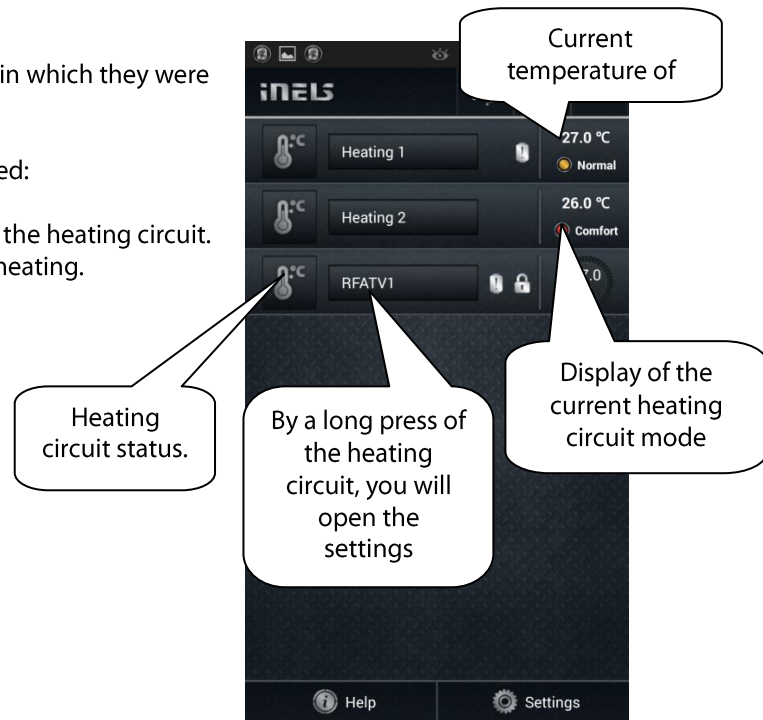 in which they were
ed:
the heating circuit.
heating.
Current
temperature of
iNELS
Heating 1
27.0 °C
Normal
Heating 2
26.0 °C
Comfort
RFATV1
7.0
Heating
circuit status.
By a long press of
the heating
circuit, you will
open the
settings
Display of the
current heating
circuit mode
Help
Settings